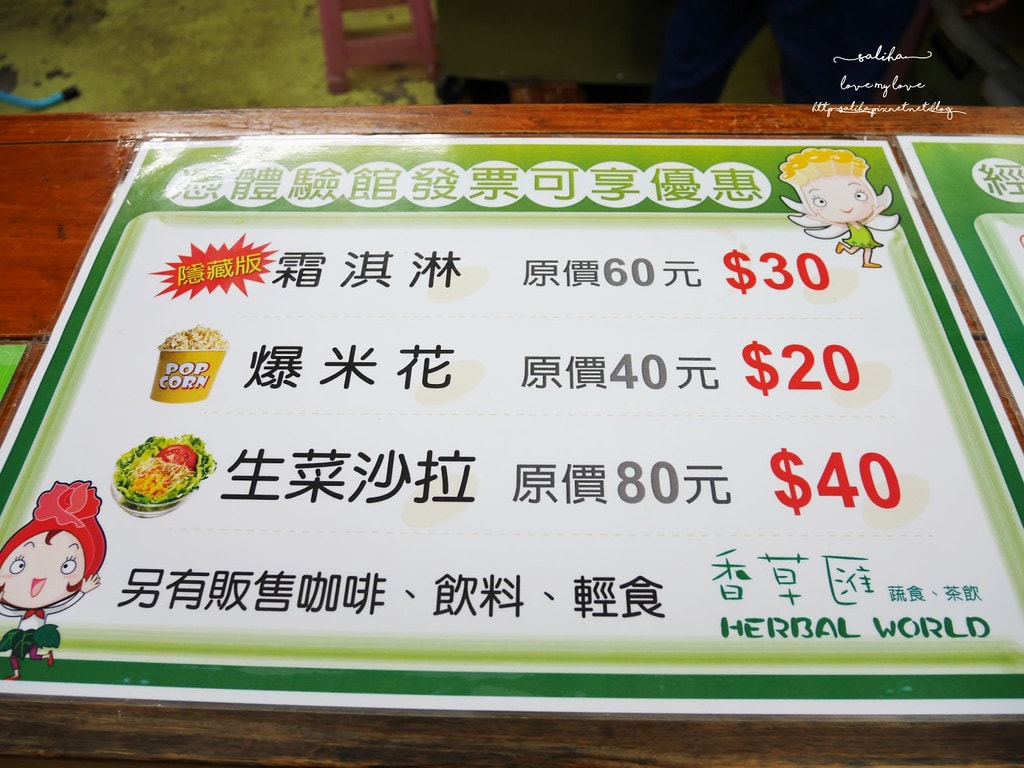 saliha
love my love
http:saliha.pixnet.net/blog
憑體驗館發票可享優惠
經
隱藏版
霜淇淋 原價60元 $30
POP
CORN
爆米花 原價40元 $20
生菜沙拉 原價80元 $40
另有販售咖啡、飲料、輕食
香草匯 蔬食、茶飲
HERBAL WORLD